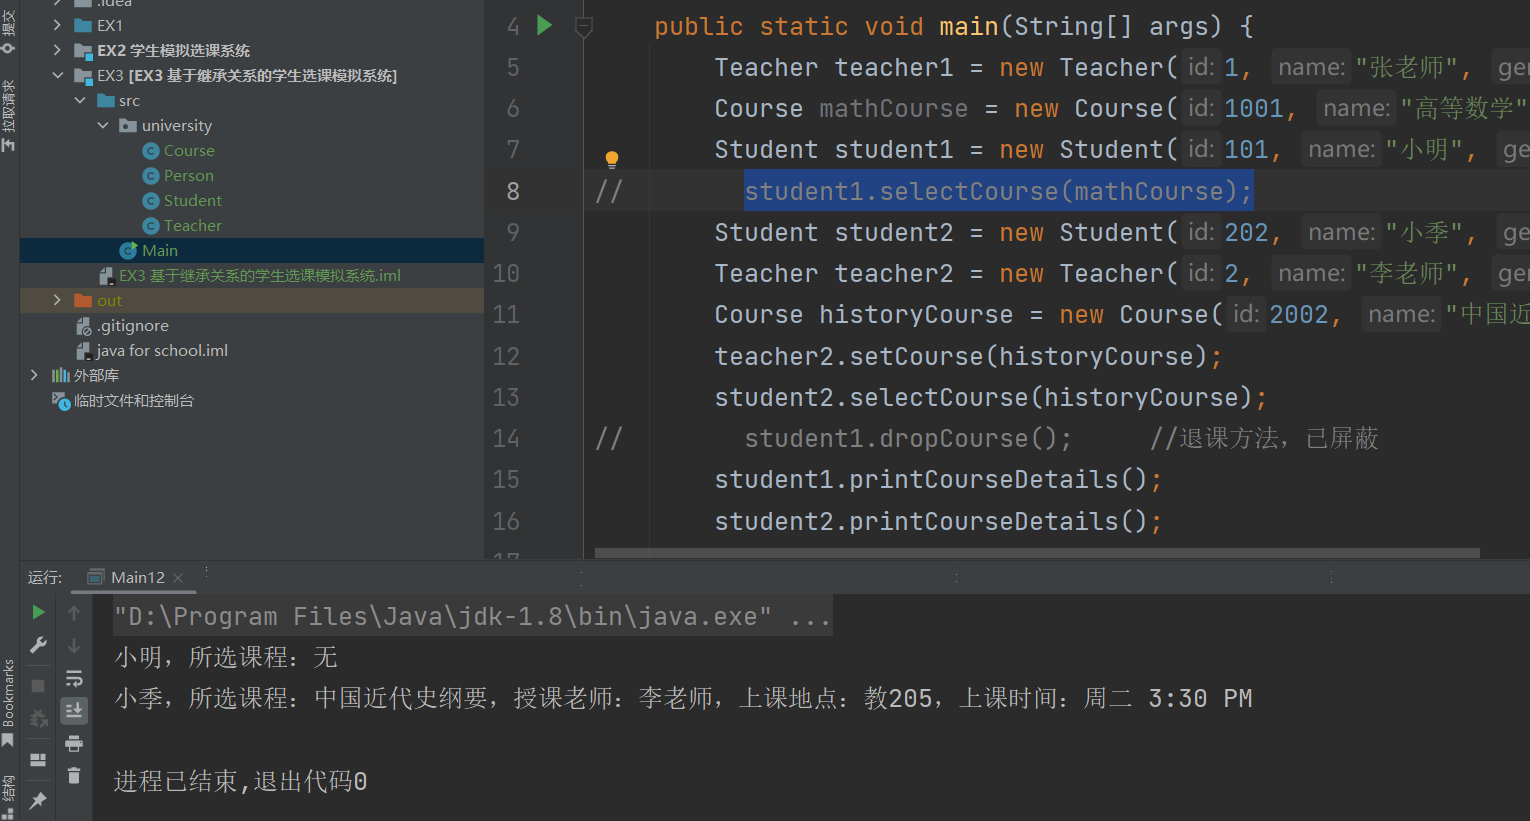 提交
拉取请求
Bookmarks
结构
.idea
EX1
EX2 学生模拟选课系统
EX3 [EX3 基于继承关系的学生选课模拟系统]
src
university
Course
Person
Student
Teacher
Main
EX3 基于继承关系的学生选课模拟系统.iml
out
.gitignore
java for school.iml
外部库
临时文件和控制台
4 public static void main(String[] args) {
5 Teacher teacher1 = new Teacher( id: 1, name: "张老师", ge
6 Course mathCourse = new Course( id: 1001, name: "高等数学"
7 Student student1 = new Student( id: 101, name: "小明", ge
8 // student1.selectCourse(mathCourse);
9 Student student2 = new Student( id: 202, name: "小季", ge
10 Teacher teacher2 = new Teacher( id: 2, name: "李老师", ge
11 Course historyCourse = new Course( id: 2002, name: "中国近
12 teacher2.setCourse(historyCourse);
13 student2.selectCourse(historyCourse);
14 // student1.dropCourse(); //退课方法，已屏蔽
15 student1.printCourseDetails();
16 student2.printCourseDetails();
17
运行: Main12
"D:\Program Files\Java\jdk-1.8\bin\java.exe" ...
小明，所选课程：无
小季，所选课程：中国近代史纲要，授课老师：李老师，上课地点：教205，上课时间：周二 3:30 PM
进程已结束,退出代码0